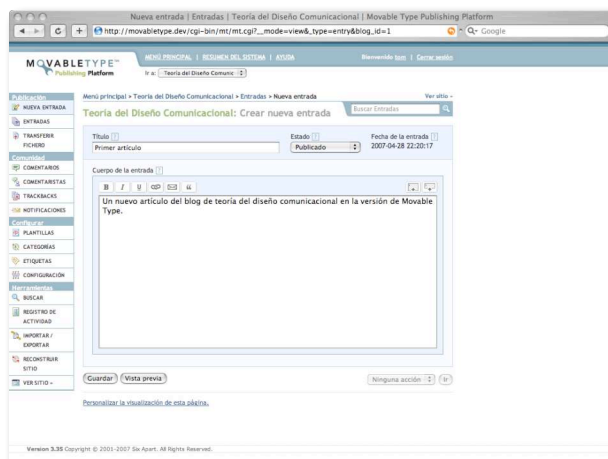 Nueva entrada | Entradas | Teoría del Diseño Comunicacional | Movable Type Publishing Platform
http://movabletype.dev/cgi-bin/mt/mt.cgi?__mode=view&_type=entry&blog_id=1
Google
MOVABLETYPE™
Publishing Platform
MENÚ PRINCIPAL | RESUMEN DEL SISTEMA | AYUDA
Bienvenido tom | Cerrar sesión
Ir a: Teoría del Diseño Comunic
Publicación
NUEVA ENTRADA
ENTRADAS
TRANSFERIR
FICHERO
Comunidad
COMENTARIOS
COMENTARISTAS
TRACKBACKS
NOTIFICACIONES
Configurar
PLANTILLAS
CATEGORÍAS
ETIQUETAS
CONFIGURACIÓN
Herramientas
BUSCAR
REGISTRO DE
ACTIVIDAD
IMPORTAR /
EXPORTAR
RECONSTRUIR
SITIO
VER SITIO »
Menú principal > Teoría del Diseño Comunicacional > Entradas > Nueva entrada
Ver sitio »
Teoría del Diseño Comunicacional: Crear nueva entrada
Buscar Entradas
Título ?
Estado ?
Fecha de la entrada ?
Primer artículo
Publicado
2007-04-28 22:20:17
Cuerpo de la entrada ?
B I U “
Un nuevo artículo del blog de teoría del diseño comunicacional en la versión de Movable
Type.
Guardar Vista previa
Ninguna acción Ir
Personalizar la visualización de esta página.
Version 3.35 Copyright © 2001-2007 Six Apart. All Rights Reserved.